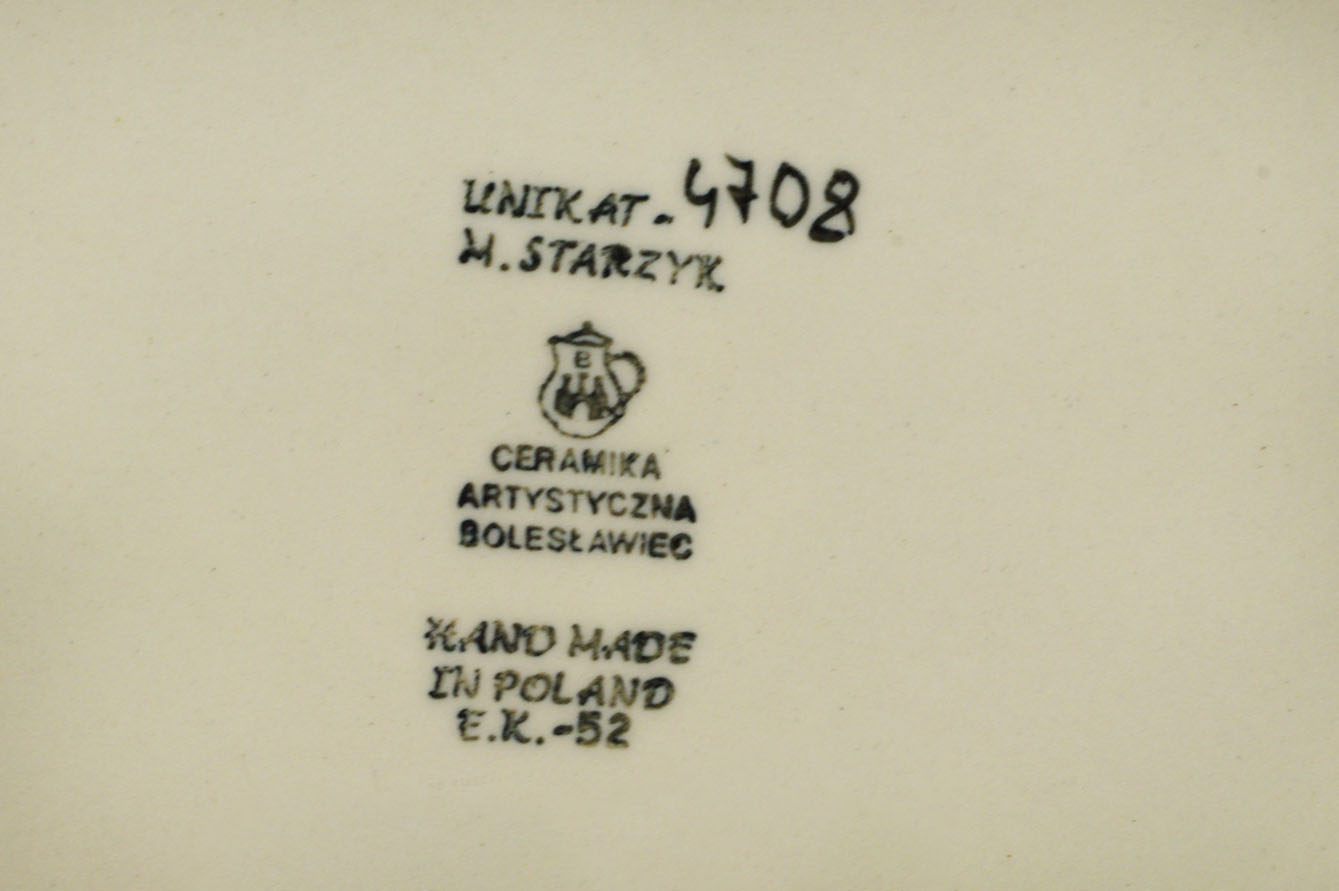 UNIKAT-4708
M. STARZYK
e
CERAMIKA
ARTYSTYCZNA
BOLESŁAWIEC
HAND MADE
IN POLAND
E.K.-52